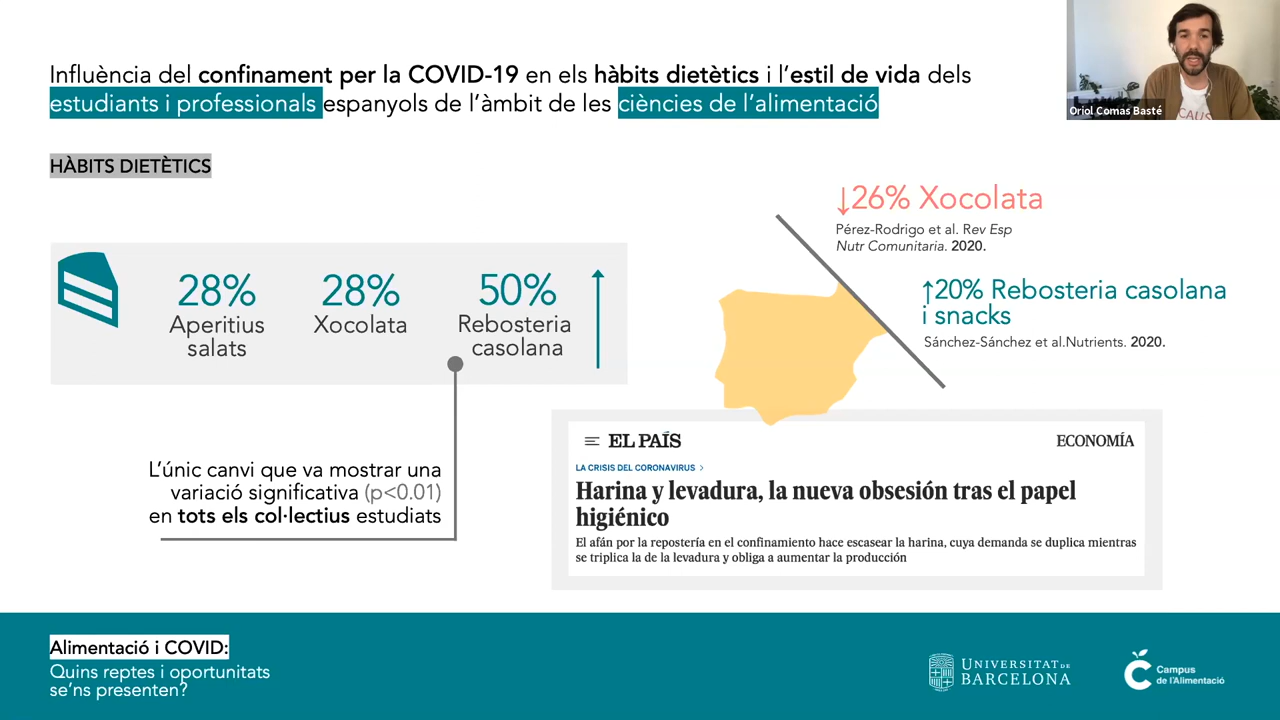 Influència del confinament per la COVID-19 en els hàbits dietètics i l'estil de vida dels
estudiants i professionals espanyols de l'àmbit de les ciències de l'alimentació
Oriol Comas Basté
CAUS
HÀBITS DIETÈTICS
28%
Aperitius
salats
28%
Xocolata
50%
Rebosteria
casolana
L'únic canvi que va mostrar una
variació significativa (p<0.01)
en tots els col·lectius estudiats
↓26% Xocolata
Pérez-Rodrigo et al. Rev Esp
Nutr Comunitaria. 2020.
↑20% Rebosteria casolana
i snacks
Sánchez-Sánchez et al.Nutrients. 2020.
EL PAÍS
ECONOMÍA
LA CRISIS DEL CORONAVIRUS >
Harina y levadura, la nueva obsesión tras el papel
higiénico
El afán por la repostería en el confinamiento hace escasear la harina, cuya demanda se duplica mientras
se triplica la de la levadura y obliga a aumentar la producción
Alimentació i COVID:
Quins reptes i oportunitats
se'ns presenten?
UNIVERSITAT DE
BARCELONA
Campus
de l'Alimentació